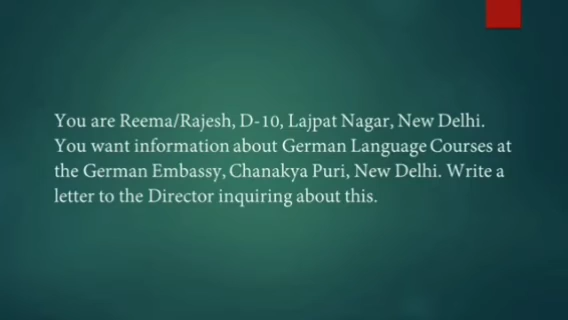 You are Reema/Rajesh, D-10, Lajpat Nagar, New Delhi.
You want information about German Language Courses at
the German Embassy, Chanakya Puri, New Delhi. Write a
letter to the Director inquiring about this.